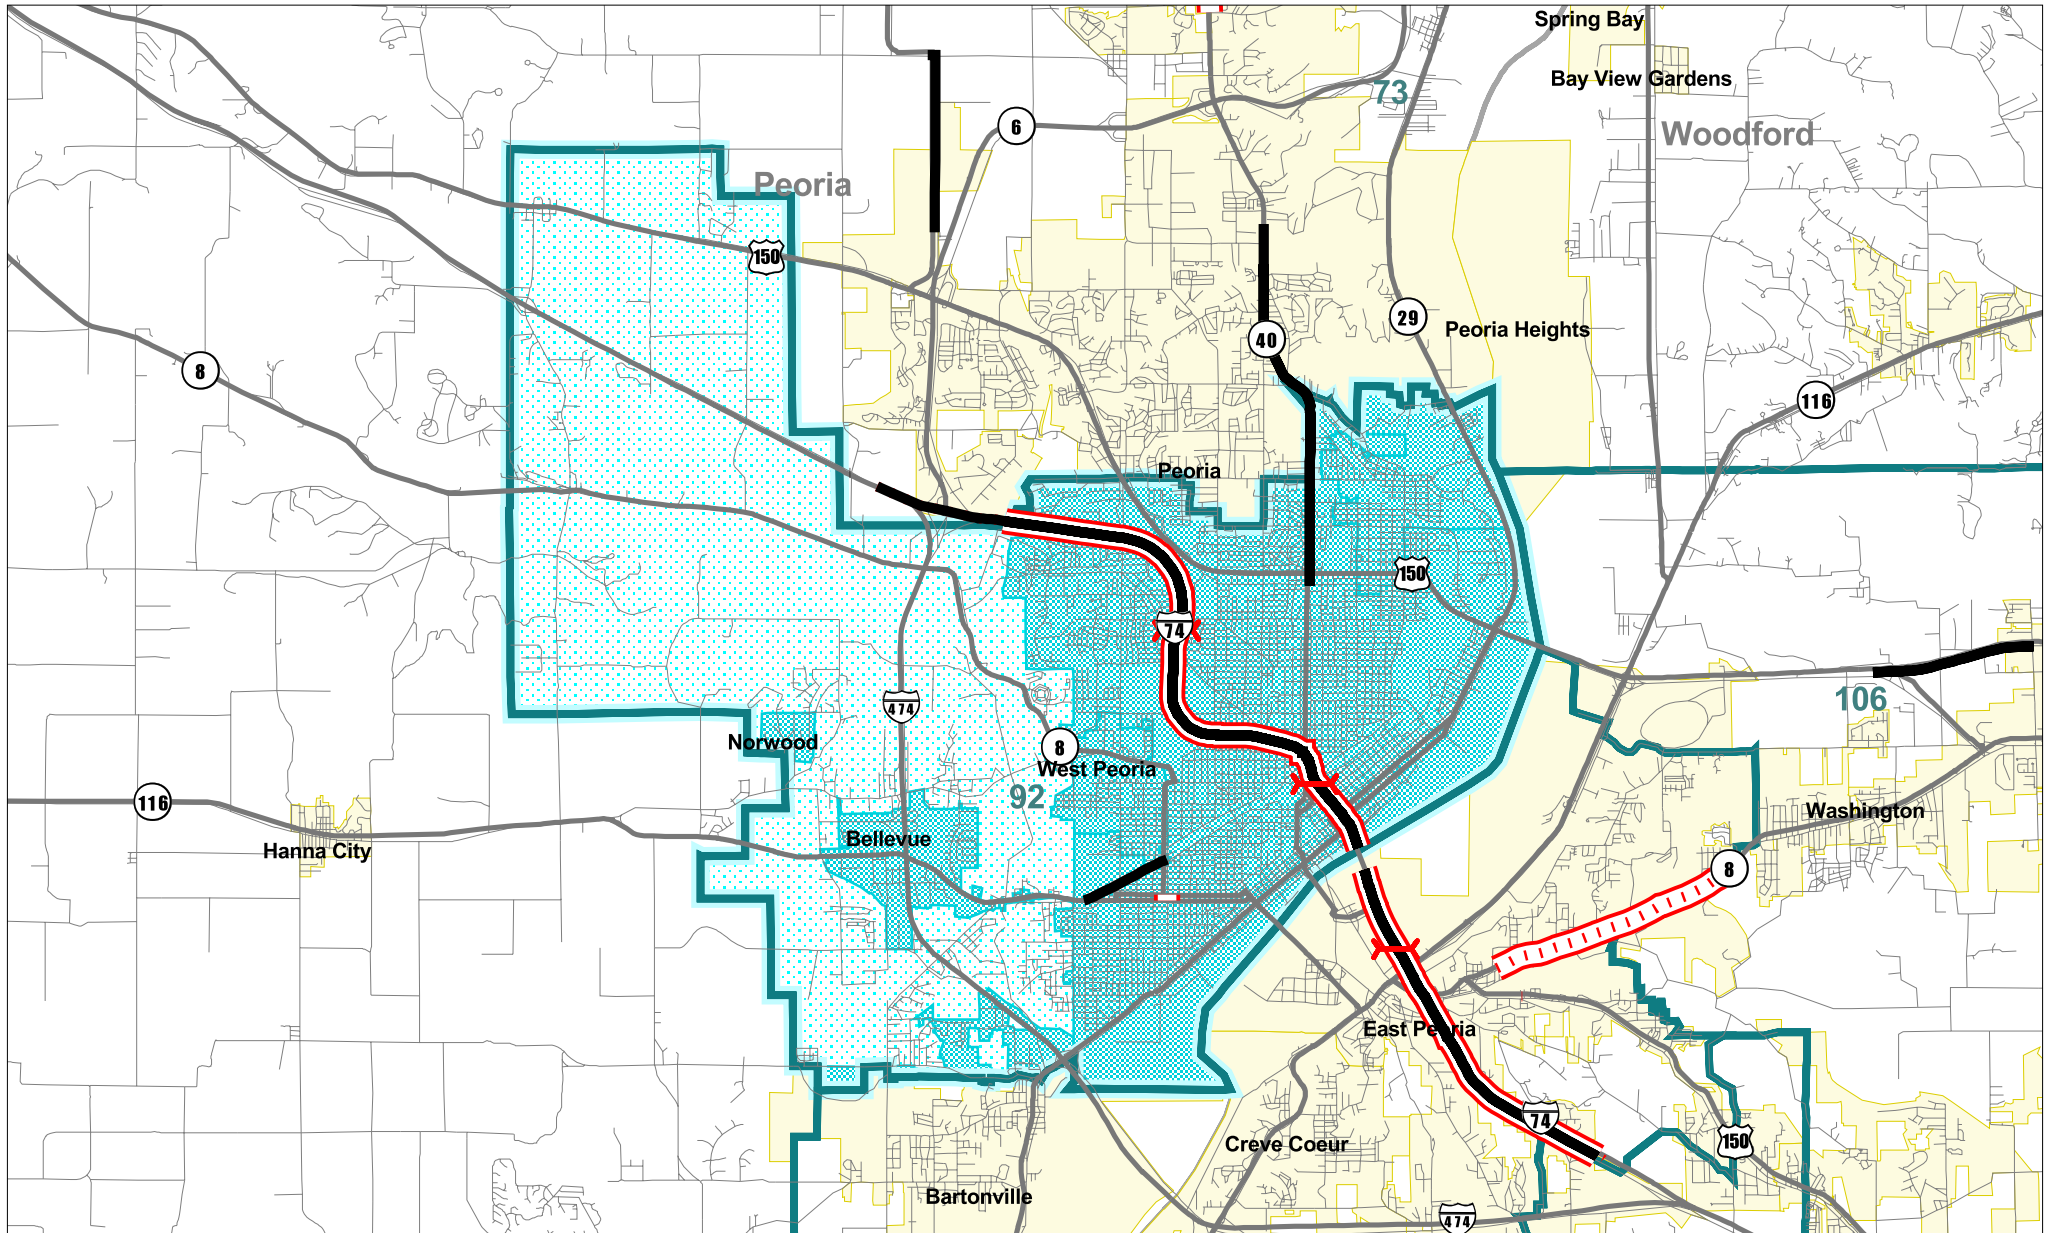 Spring Bay
Bay View Gardens
73
6
Woodford
Peoria
150
29
Peoria Heights
40
8
116
Peoria
150
74
474
106
Norwood
8
West Peoria
92
116
Washington
Bellevue
Hanna City
8
East Peoria
74
150
Creve Coeur
Bartonville
474